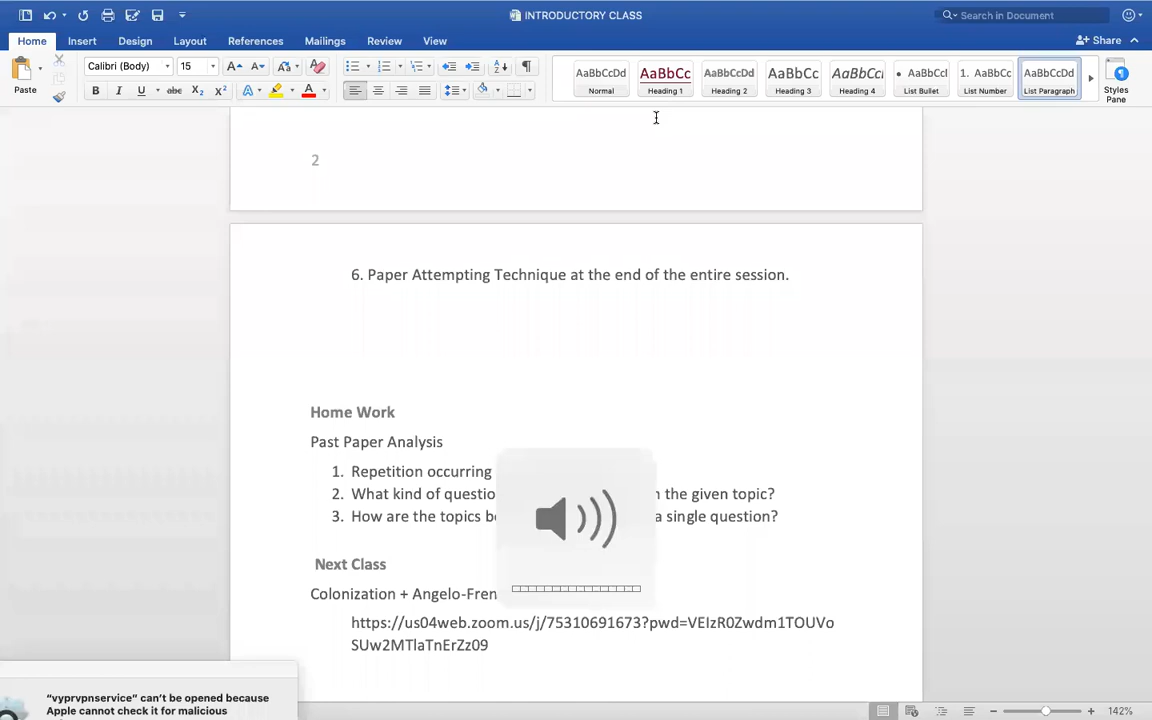 INTRODUCTORY CLASS
Search in Document
Home Insert Design Layout References Mailings Review View
Share
Paste
Calibri (Body) 15
AaBbCcDd AaBbCc AaBbCcDd AaBbCc AaBbCcI AaBbCcI 1. AaBbCc AaBbCcDd
Normal Heading 1 Heading 2 Heading 3 Heading 4 List Bullet List Number List Paragraph
Styles Pane
2
6. Paper Attempting Technique at the end of the entire session.
Home Work
Past Paper Analysis
1. Repetition occurring
2. What kind of questio the given topic?
3. How are the topics be a single question?
Next Class
Colonization + Angelo-Fren
https://us04web.zoom.us/j/75310691673?pwd=VEIzR0Zwdm1TOUVo
SUw2MTlaTnErZz09
"vyprvpnservice" can't be opened because
Apple cannot check it for malicious
142%